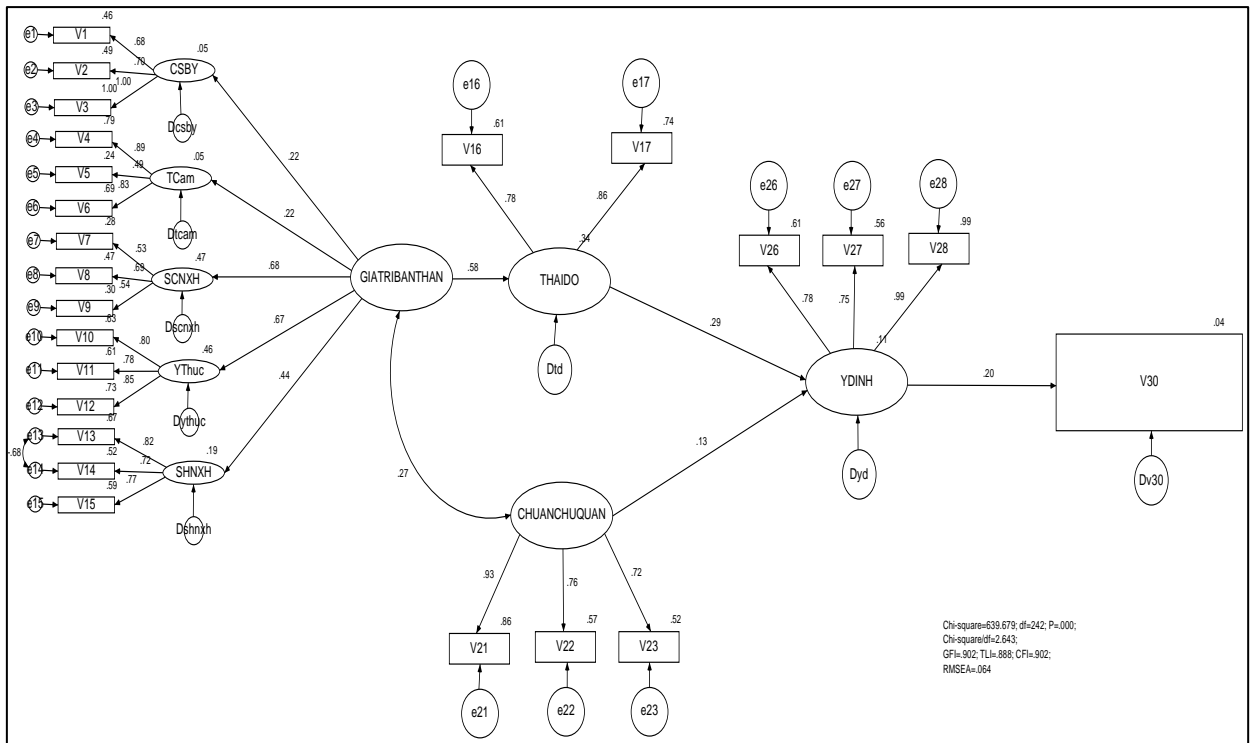 .46
e1 V1 .68
.49 .05
e2 V2 .70 CSBY
1.00 1.00
e3 V3
.79 Dcsby
e4 V4 .89
.24 .05
e5 V5 .49 TCam
.69 .83
e6 V6
.28 Dtcam
e7 V7 .53
.47 .47
e8 V8 .69 SCNXH
.30 .54
e9 V9
.63 Dscnxh
e10 V10 .80
.61 .46
e11 V11 .78 YThuc
.73 .85
e12 V12
.67 Dythuc
e13 V13 .82
-.68 .52 .19
e14 V14 .72 SHNXH
.59 .77
e15 V15
Dshnxh
.22
.22
.68
.67
.44
GIATRIBANTHAN
.58
.27
e16 e17
.61 .74
V16 V17
.78 .86
.34
THAIDO
Dtd
.29
.13
CHUANCHUQUAN
.93 .76 .72
.86 .57 .52
V21 V22 V23
e21 e22 e23
e26 e27 e28
.61 .56 .99
V26 V27 V28
.78 .75 .99
.11
YDINH
Dyd
.20
.04
V30
Dv30
Chi-square=639.679; df=242; P=.000;
Chi-square/df=2.643;
GFI=.902; TLI=.888; CFI=.902;
RMSEA=.064